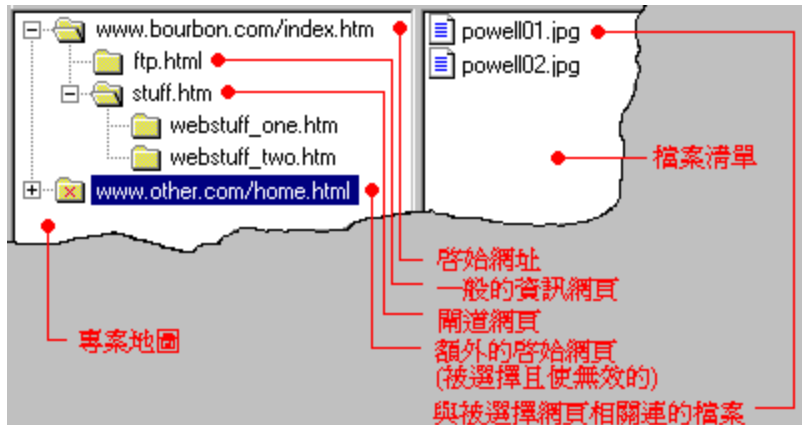 www.bourbon.com/index.htm
ftp.html
stuff.htm
webstuff_one.htm
webstuff_two.htm
www.other.com/home.html
powell01.jpg
powell02.jpg
檔案清單
啓始網址
一般的資訊網頁
閘道網頁
專案地圖
額外的啓始網頁
(被選擇且使無效的)
與被選擇網頁相關連的檔案